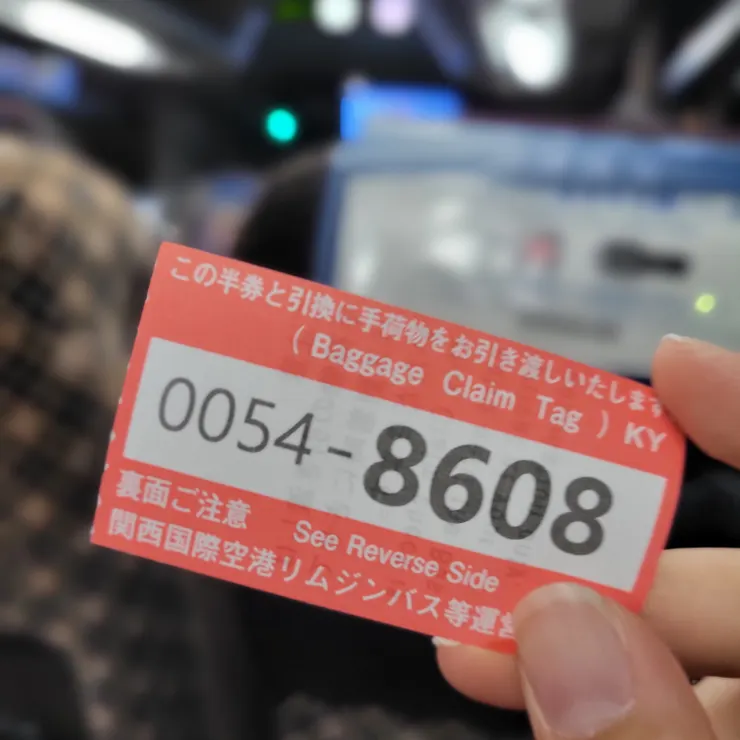 この半券と引換に手荷物をお引き渡しいたします
( Baggage Claim Tag ) KY
0054-8608
裏面ご注意 See Reverse Side
関西国際空港リムジンバス等運営